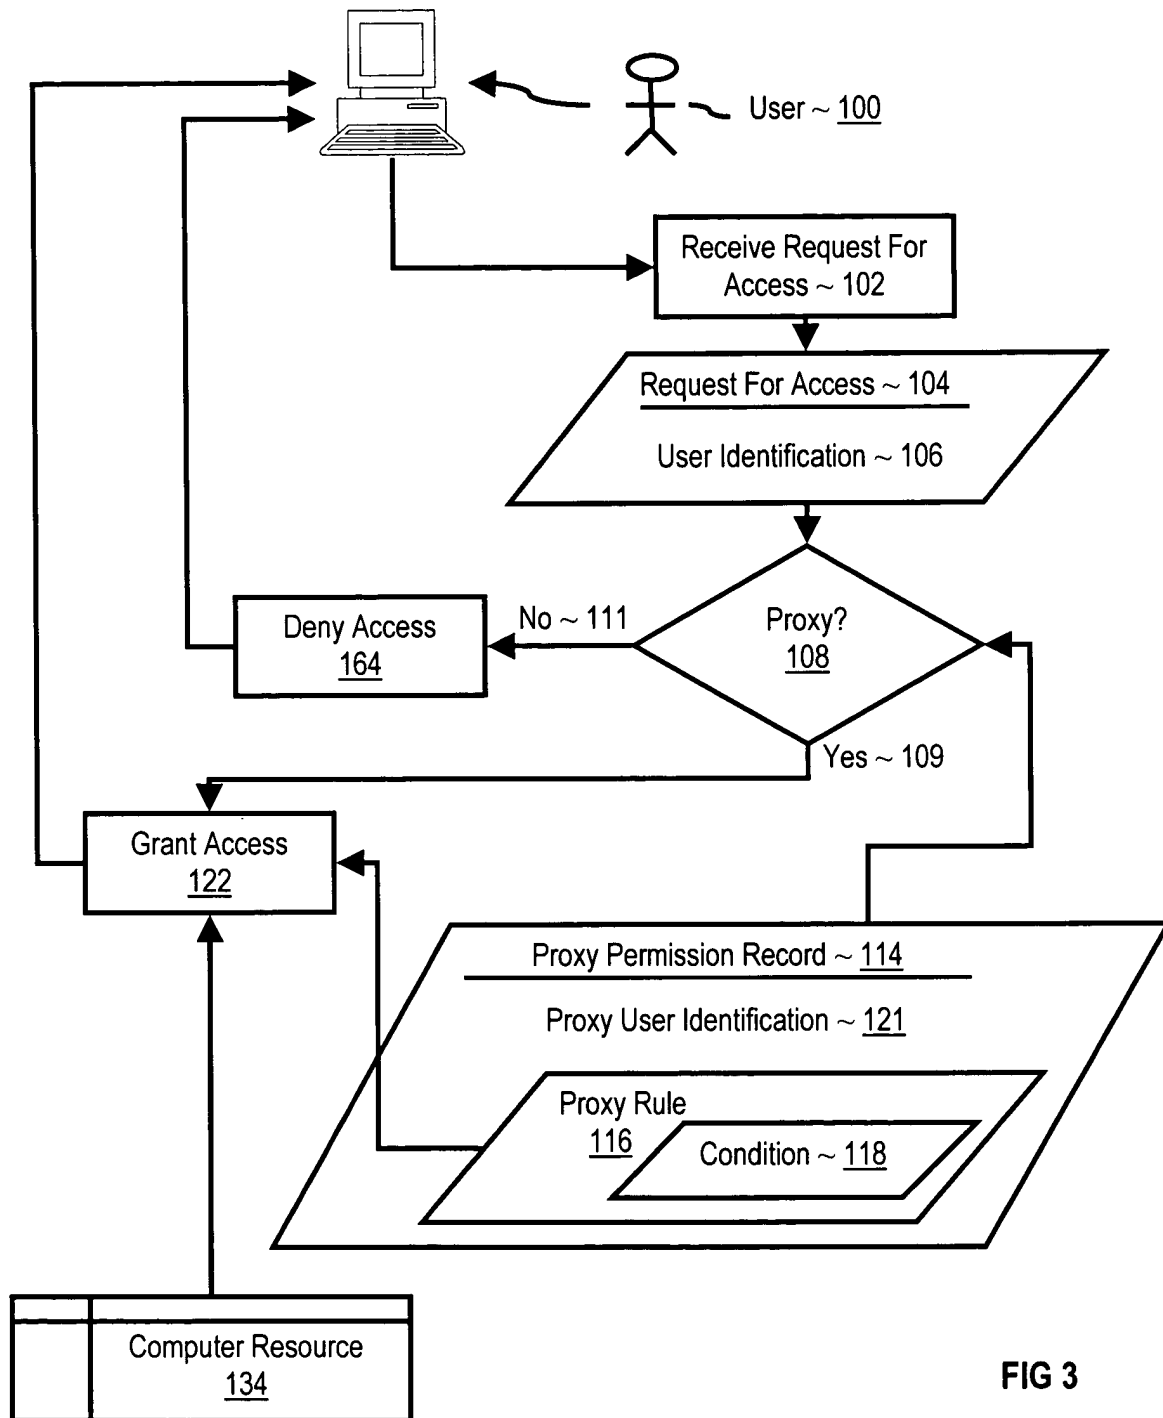 User ~ 100
Receive Request For
Access ~ 102
Request For Access ~ 104
User Identification ~ 106
Proxy?
108
No ~ 111
Deny Access
164
Yes ~ 109
Grant Access
122
Proxy Permission Record ~ 114
Proxy User Identification ~ 121
Proxy Rule
116
Condition ~ 118
Computer Resource
134
FIG 3